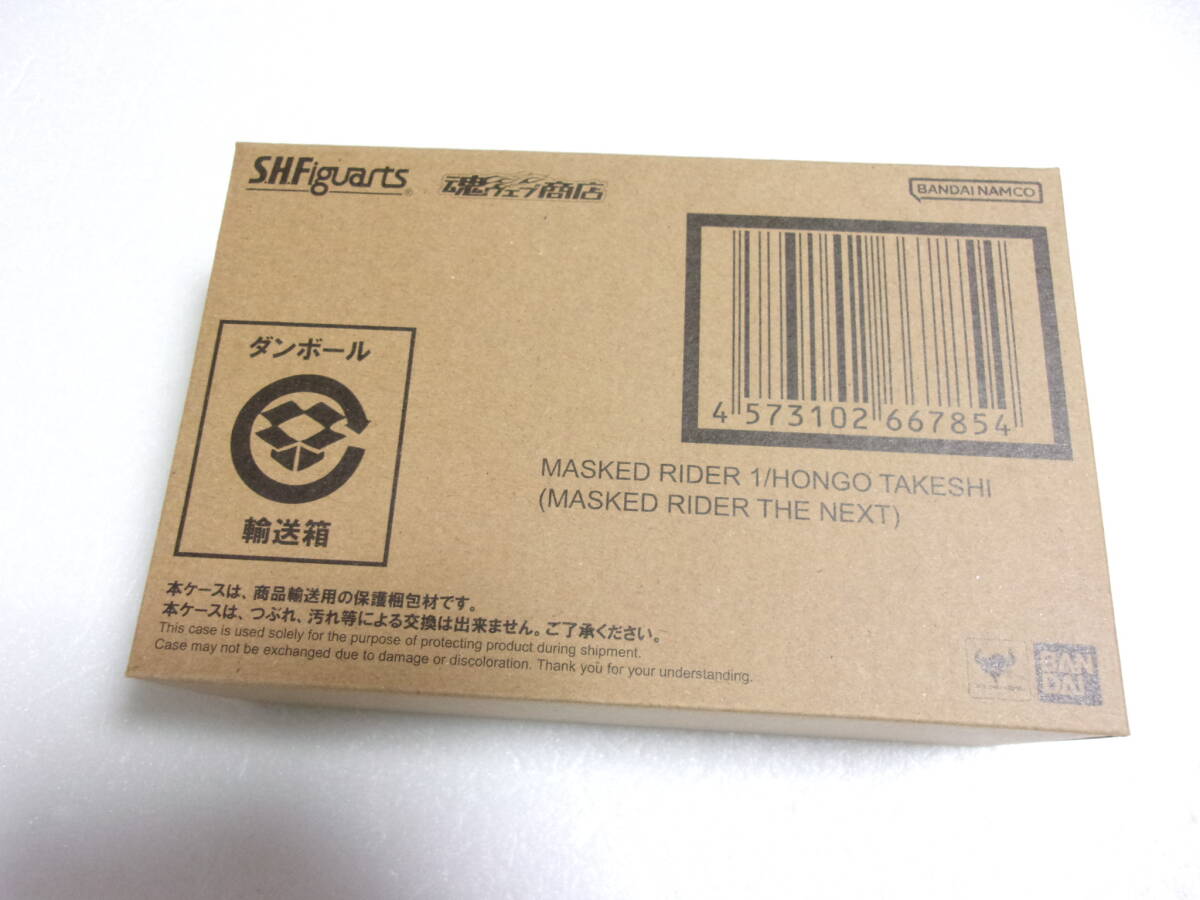 S.H.Figuarts®
魂ウェブ商店
BANDAI NAMCO
4 573102 667854
MASKED RIDER 1/HONGO TAKESHI
(MASKED RIDER THE NEXT)
ダンボール
輸送箱
本ケースは、商品輸送用の保護梱包材です。
本ケースは、つぶれ、汚れ等による交換は出来ません。ご了承ください。
This case is used solely for the purpose of protecting product during shipment.
Case may not be exchanged due to damage or discoloration. Thank you for your understanding.
BAN
DAI